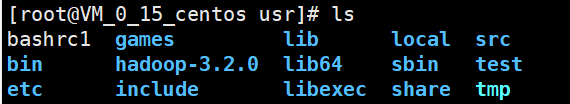 [root@VM_0_15_centos usr]# ls
bashrc1 games lib local src
bin hadoop-3.2.0 lib64 sbin test
etc include libexec share tmp